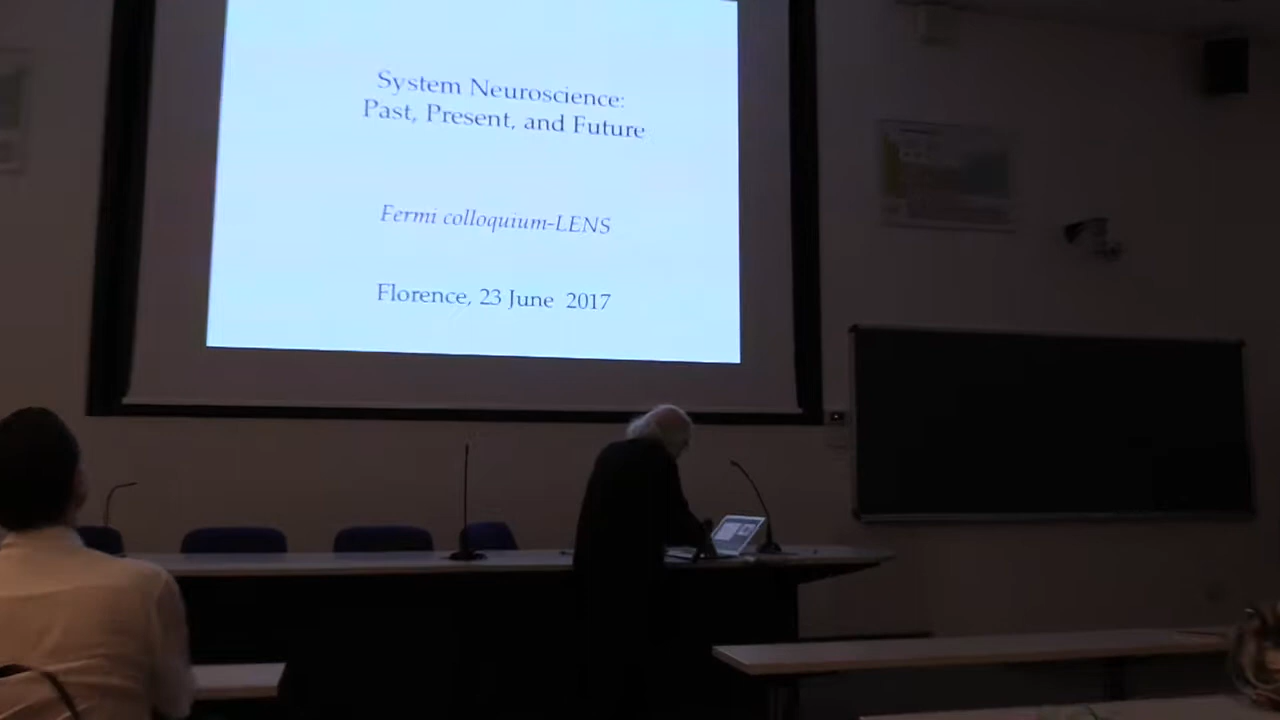 System Neuroscience:
Past, Present, and Future
Fermi colloquium-LENS
Florence, 23 June 2017